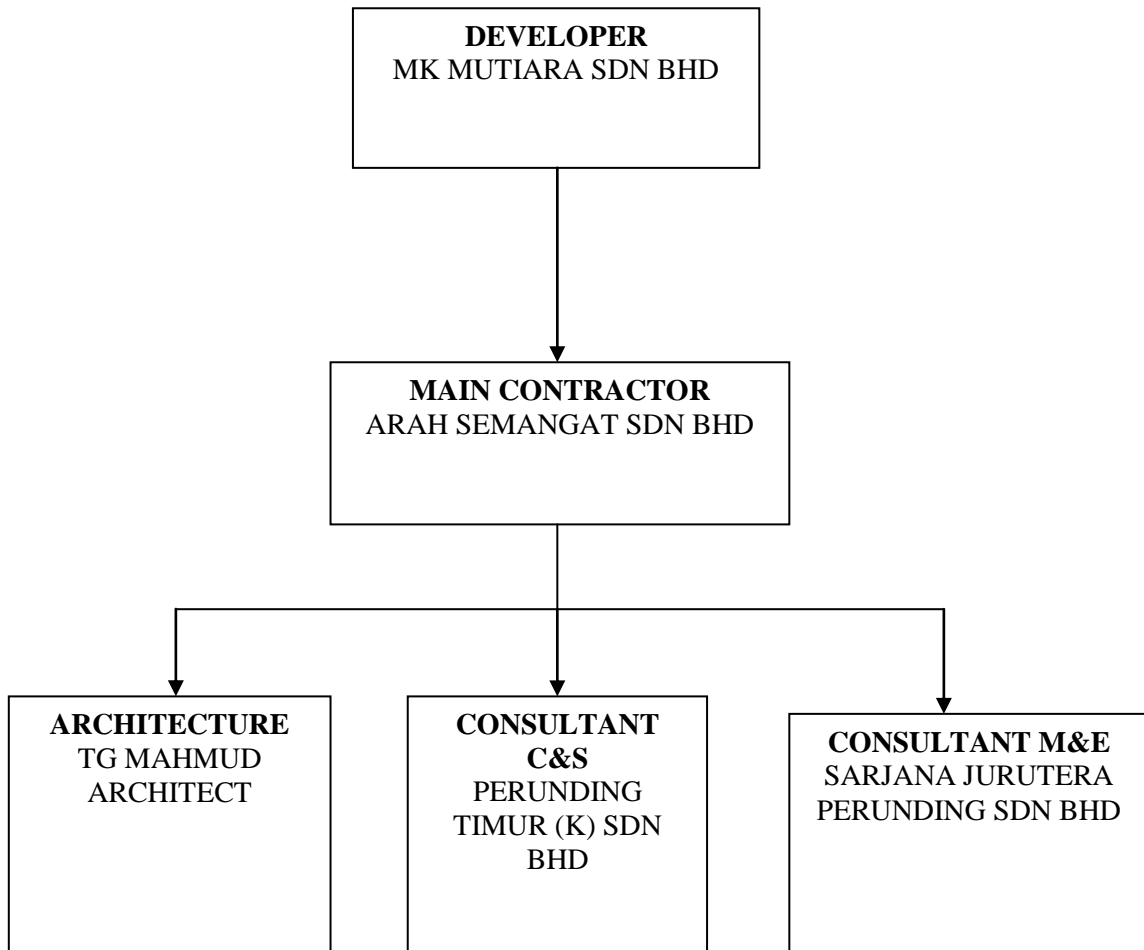 DEVELOPER
MK MUTIARA SDN BHD
MAIN CONTRACTOR
ARAH SEMANGAT SDN BHD
ARCHITECTURE
TG MAHMUD
ARCHITECT
CONSULTANT
C&S
PERUNDING
TIMUR (K) SDN
BHD
CONSULTANT M&E
SARJANA JURUTERA
PERUNDING SDN BHD